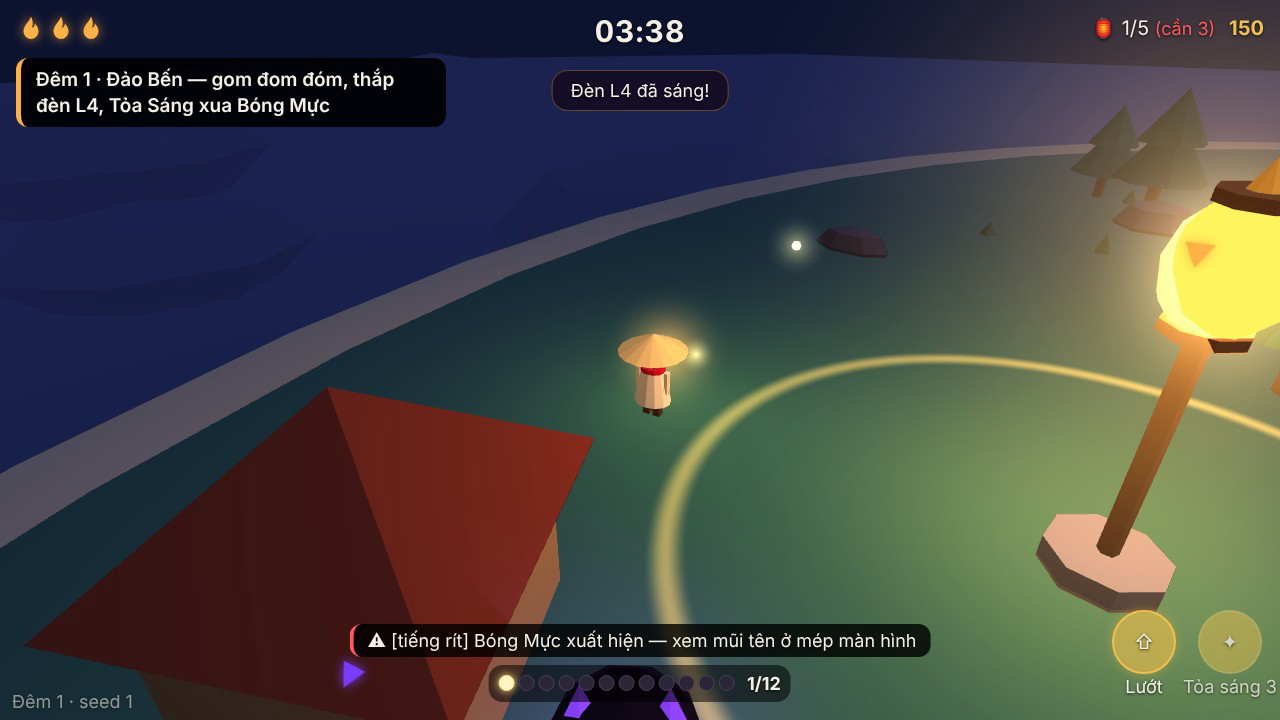 03:38
1/5 (cần 3) 150
Đêm 1 · Đảo Bến — gom đom đóm, thắp
đèn L4, Tỏa Sáng xua Bóng Mực
Đèn L4 đã sáng!
[tiếng rít] Bóng Mực xuất hiện — xem mũi tên ở mép màn hình
1/12
Lướt
Tỏa sáng 3
Đêm 1 · seed 1